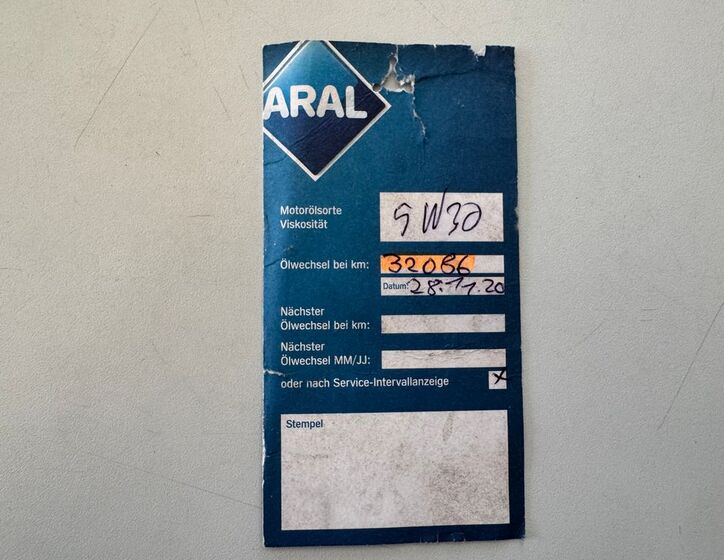 ARAL
Motorölsorte
Viskosität
5W30
Ölwechsel bei km:
32066
Datum: 28.11.20
Nächster
Ölwechsel bei km:
Nächster
Ölwechsel MM/JJ:
oder nach Service-Intervallanzeige X
Stempel